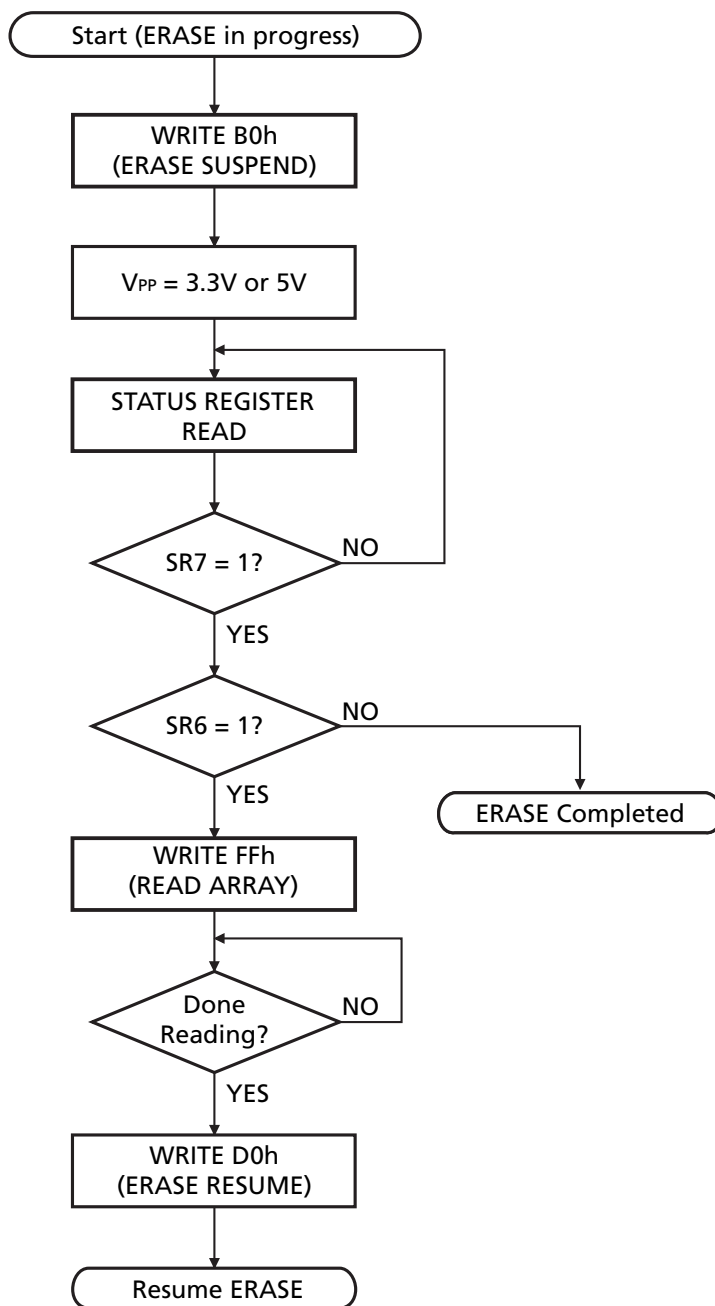 Start (ERASE in progress)
WRITE B0h
(ERASE SUSPEND)
VPP = 3.3V or 5V
STATUS REGISTER
READ
SR7 = 1?
NO
YES
SR6 = 1?
NO
YES
ERASE Completed
WRITE FFh
(READ ARRAY)
Done
Reading?
NO
YES
WRITE D0h
(ERASE RESUME)
Resume ERASE